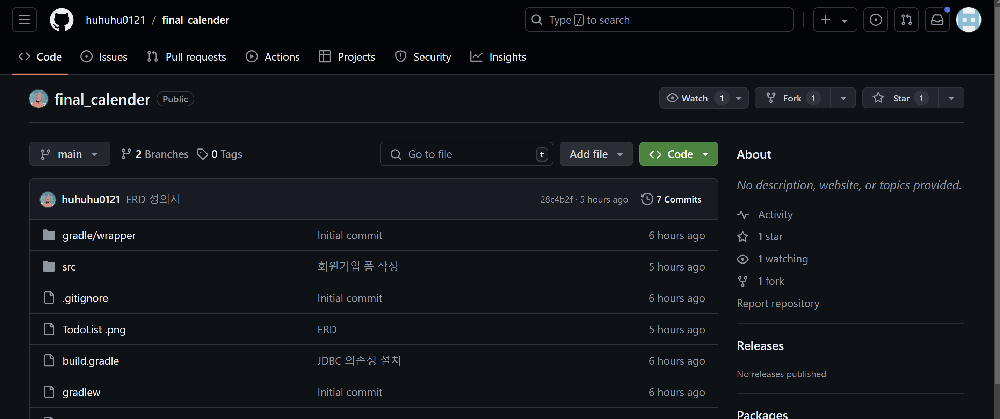 huhuhu0121 / final_calender
Type / to search
Code Issues Pull requests Actions Projects Security Insights
final_calender Public
Watch 1 Fork 1 Star 1
main 2 Branches 0 Tags
Go to file t Add file Code
huhuhu0121 ERD 정의서 28c4b2f · 5 hours ago 7 Commits
gradle/wrapper Initial commit 6 hours ago
src 회원가입 폼 작성 5 hours ago
.gitignore Initial commit 6 hours ago
TodoList .png ERD 5 hours ago
build.gradle JDBC 의존성 설치 6 hours ago
gradlew Initial commit 6 hours ago
About
No description, website, or topics provided.
Activity
1 star
1 watching
1 fork
Report repository
Releases
No releases published
Packages